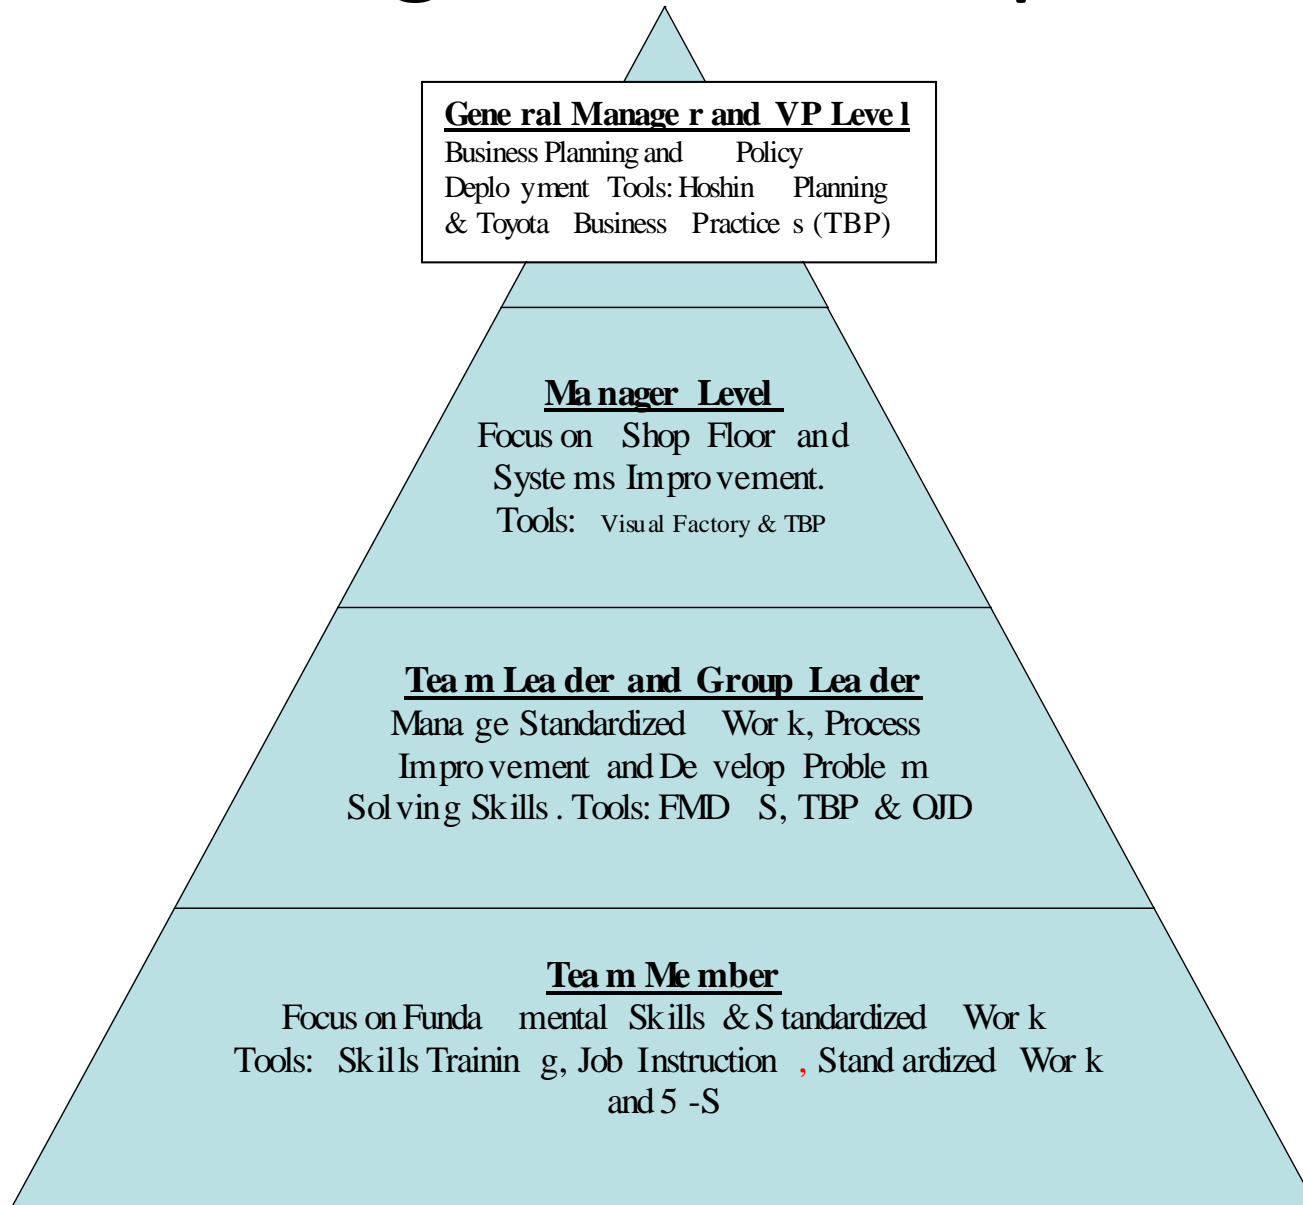 General Manager and VP Level
Business Planning and Policy
Deployment Tools: Hoshin Planning
& Toyota Business Practices (TBP)
Manager Level
Focus on Shop Floor and
Systems Improvement.
Tools: Visual Factory & TBP
Team Leader and Group Leader
Manage Standardized Work, Process
Improvement and Develop Problem
Solving Skills. Tools: FMDS, TBP & OJD
Team Member
Focus on Fundamental Skills & Standardized Work
Tools: Skills Training, Job Instruction, Standardized Work
and 5-S